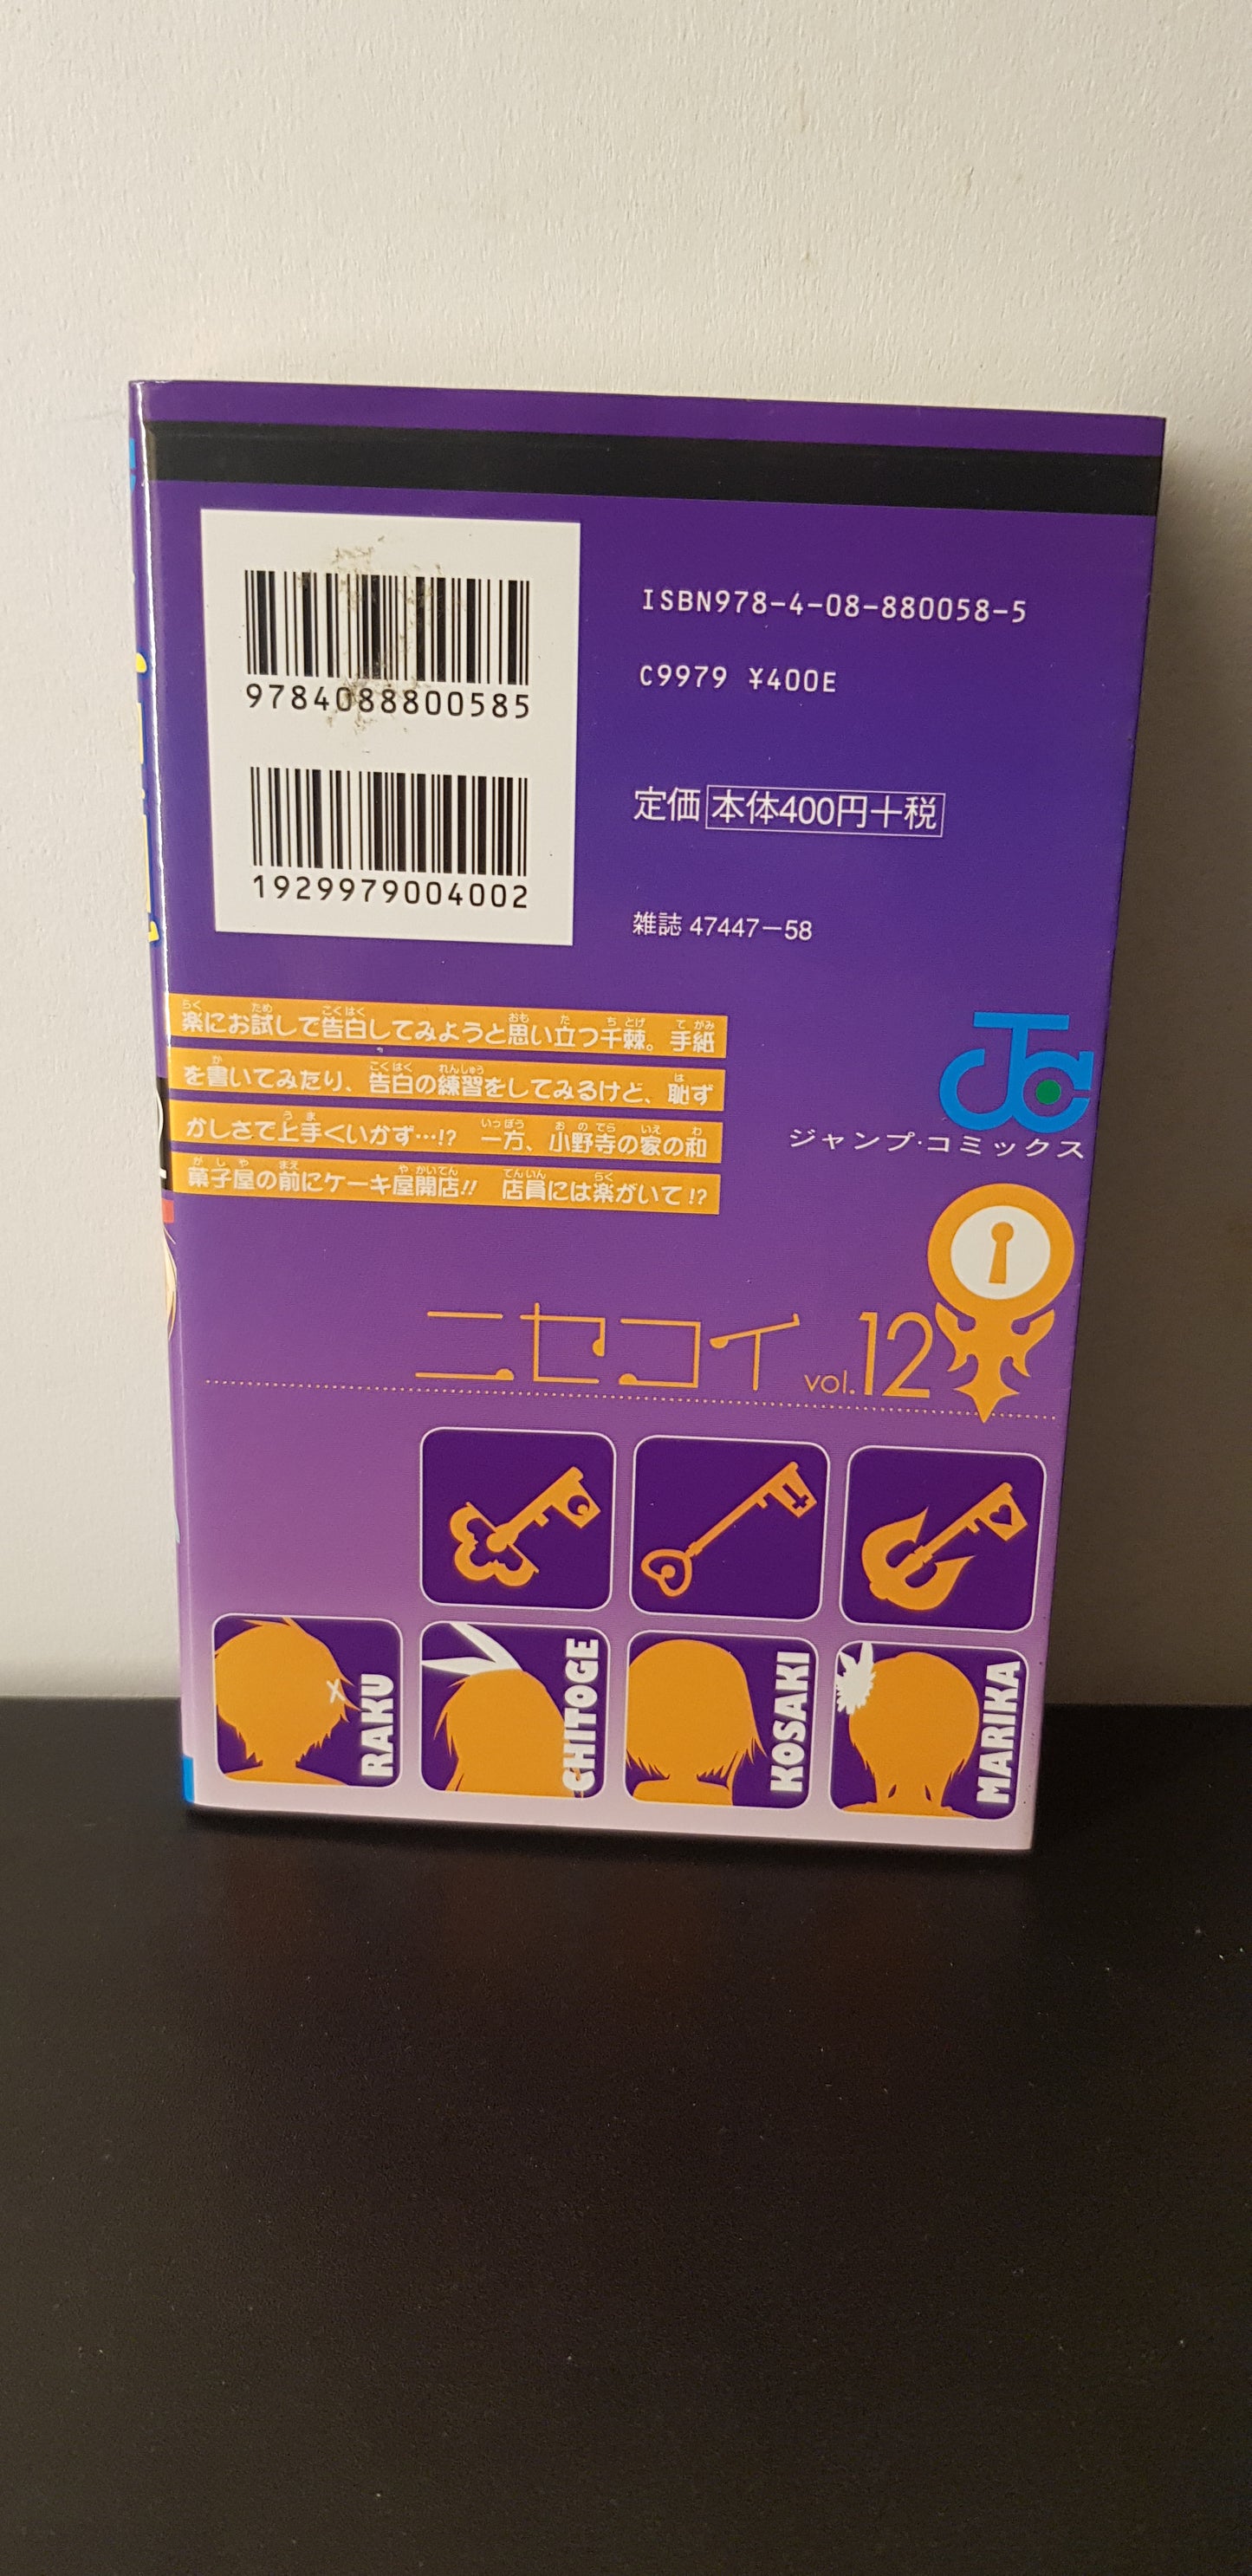 9784088800585
1929979004002
ISBN978-4-08-880058-5
C9979 ¥400E
定価 本体400円+税
雑誌 47447-58
楽にお試しで告白してみようと思い立つ千棘。手紙
を書いてみたり、告白の練習をしてみるけど、恥ず
かしさで上手くいかず…!? 一方、小野寺の家の和
菓子屋の前にケーキ屋開店!! 店員には楽がいて!?
JC
ジャンプ・コミックス
ニセコイ vol.12
RAKU
CHITOGE
KOSAKI
MARIKA